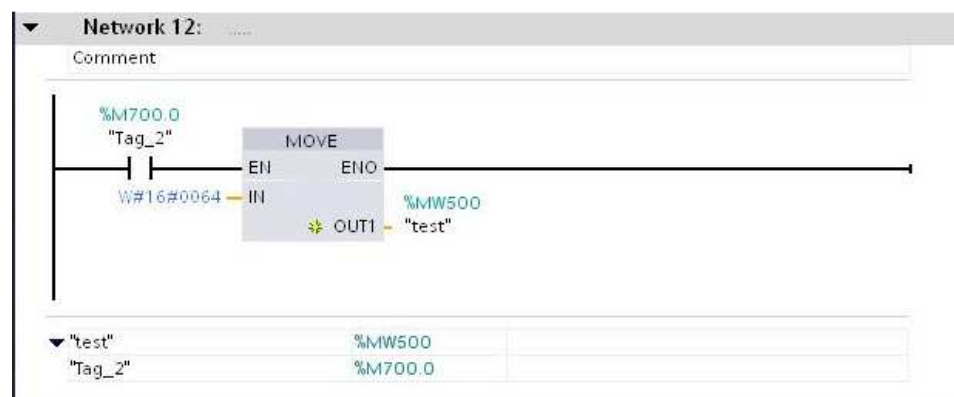 Network 12: .....
Comment
%M700.0
"Tag_2"
MOVE
EN ENO
W#16#0064 IN
%MW500
OUT1 "test"
"test" %MW500
"Tag_2" %M700.0